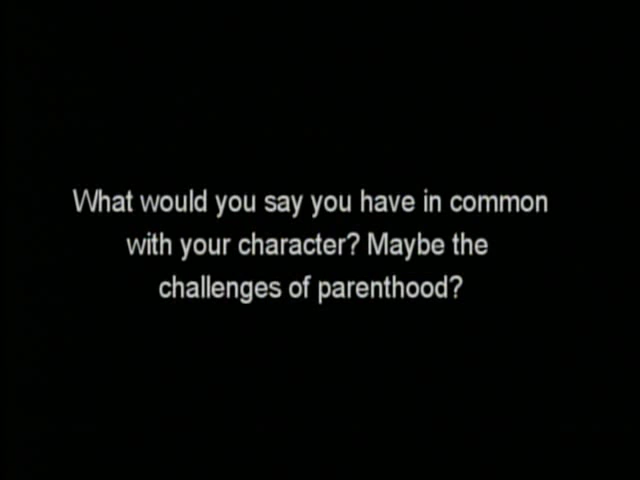 What would you say you have in common
with your character? Maybe the
challenges of parenthood?